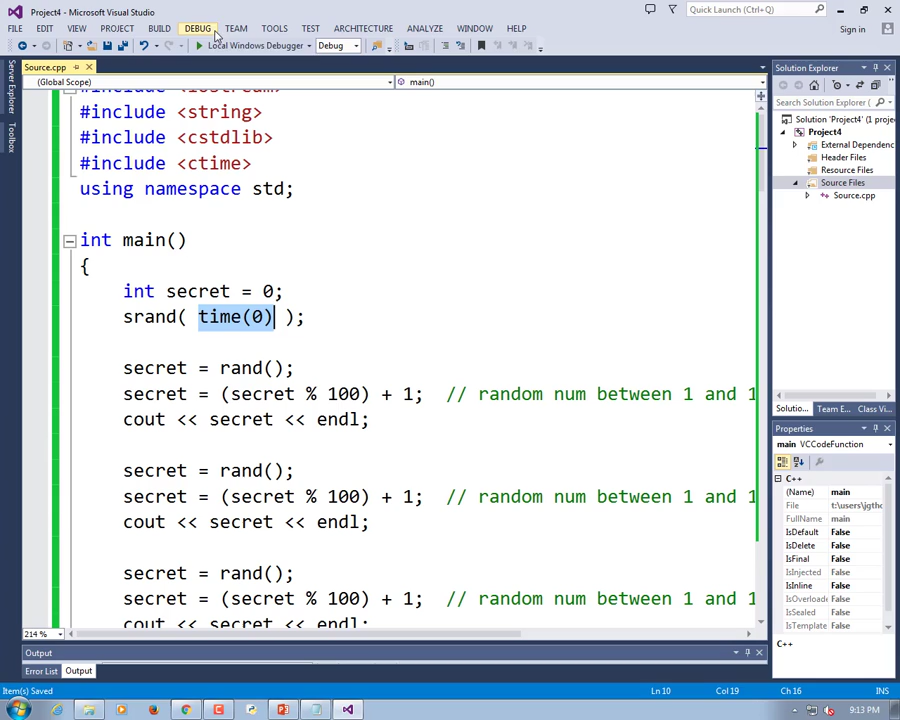 Project4 - Microsoft Visual Studio
Quick Launch (Ctrl+Q)
FILE EDIT VIEW PROJECT BUILD DEBUG TEAM TOOLS TEST ARCHITECTURE ANALYZE WINDOW HELP
Sign in
Local Windows Debugger Debug
Server Explorer
Toolbox
Source.cpp
(Global Scope) main()
#include <iostream>
#include <string>
#include <cstdlib>
#include <ctime>
using namespace std;
int main()
{
int secret = 0;
srand( time(0) );
secret = rand();
secret = (secret % 100) + 1; // random num between 1 and 1
cout << secret << endl;
secret = rand();
secret = (secret % 100) + 1; // random num between 1 and 1
cout << secret << endl;
secret = rand();
secret = (secret % 100) + 1; // random num between 1 and 1
cout << secret << endl;
214 %
Output
Error List Output
Solution Explorer
Search Solution Explorer
Solution 'Project4' (1 projec
Project4
External Dependenc
Header Files
Resource Files
Source Files
Source.cpp
Solutio... Team E... Class Vi...
Properties
main VCCodeFunction
C++
(Name) main
File t:\users\jgtho
FullName main
IsDefault False
IsDelete False
IsFinal False
IsInjected False
IsInline False
IsOverloade False
IsSealed False
IsTemplate False
C++
Item(s) Saved Ln 10 Col 19 Ch 16 INS
9:13 PM